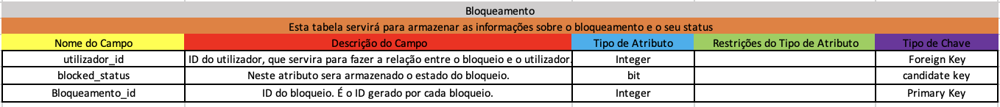 Bloqueamento
Esta tabela servirá para armazenar as informações sobre o bloqueamento e o seu status
Nome do Campo Descrição do Campo Tipo de Atributo Restrições do Tipo de Atributo Tipo de Chave
utilizador_id ID do utilizador, que servira para fazer a relação entre o bloqueio e o utilizador. Integer Foreign Key
blocked_status Neste atributo sera armazenado o estado do bloqueio. bit candidate key
Bloqueamento_id ID do bloqueio. É o ID gerado por cada bloqueio. Integer Primary Key